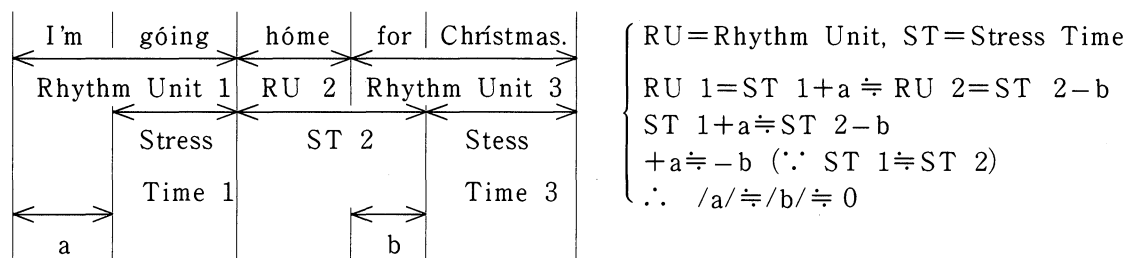 I'm góing hóme for Chrístmas.
Rhythm Unit 1 RU 2 Rhythm Unit 3
Stress ST 2 Stess
Time 1 Time 3
a b
RU=Rhythm Unit, ST=Stress Time
RU 1=ST 1+a≒RU 2=ST 2−b
ST 1+a≒ST 2−b
+a≒−b (∵ ST 1≒ST 2)
∴ /a/≒/b/≒0